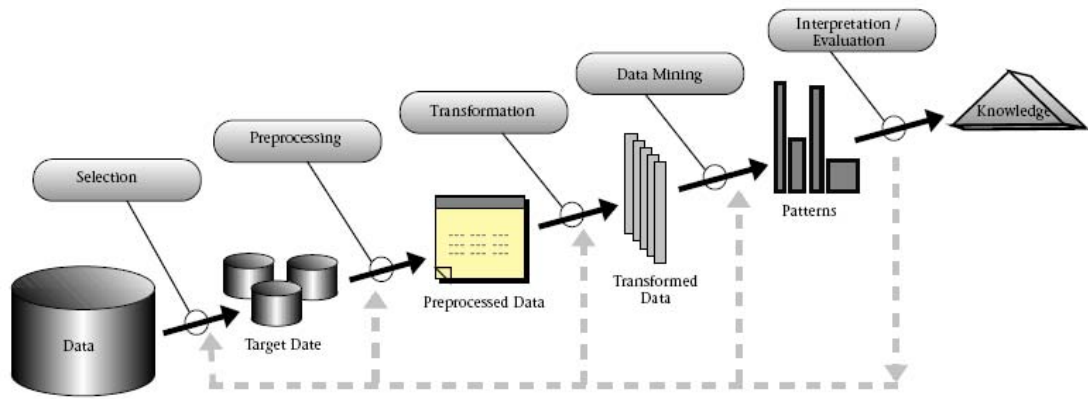 Interpretation /
Evaluation
Data Mining
Transformation
Preprocessing
Selection
Knowledge
Patterns
Transformed
Data
Preprocessed Data
Target Date
Data